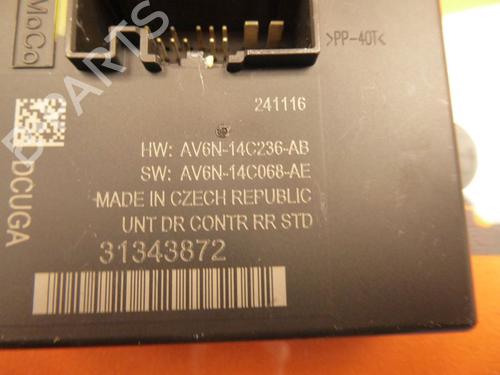 MoCo
>PP-40T<
241116
HW: AV6N-14C236-AB
SW: AV6N-14C068-AE
MADE IN CZECH REPUBLIC
UNT DR CONTR RR STD
31343872
DCUGA
B-PARTS